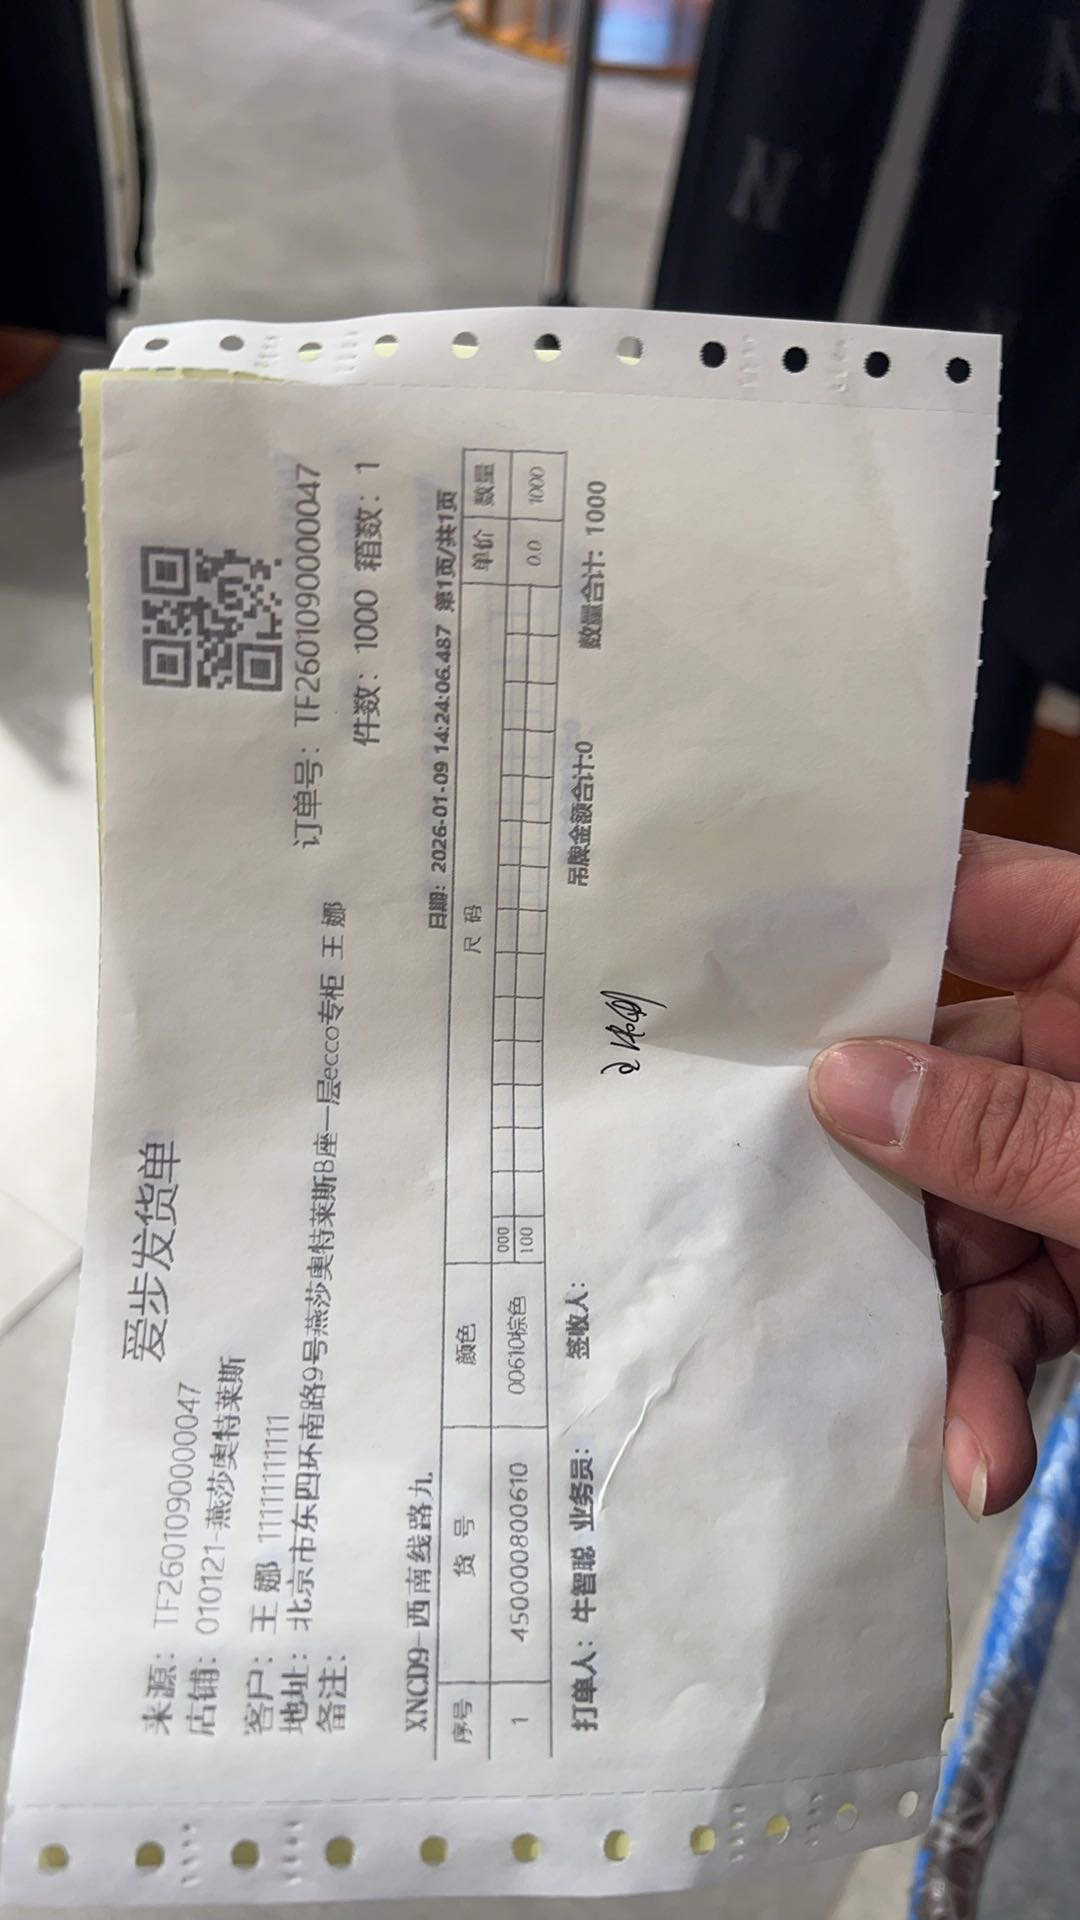 爱步发货单
来源：TF260109000047
店铺：010121-燕莎奥特莱斯
订单号：TF260109000047
客户：王娜 11111111111
件数：1000 箱数：1
地址：北京市东四环南路9号燕莎奥特莱斯B座一层ecco专柜 王娜
备注：
XNCD9-西南线路九
日期：2026-01-09 14:24:06.487 第1页/共1页
序号 货号 颜色 尺码 单价 数量
000
1 450000800610 00610棕色 100 0.0 1000
打单人：牛智聪 业务员： 签收人： 吊牌金额合计:0 数量合计：1000
N
N